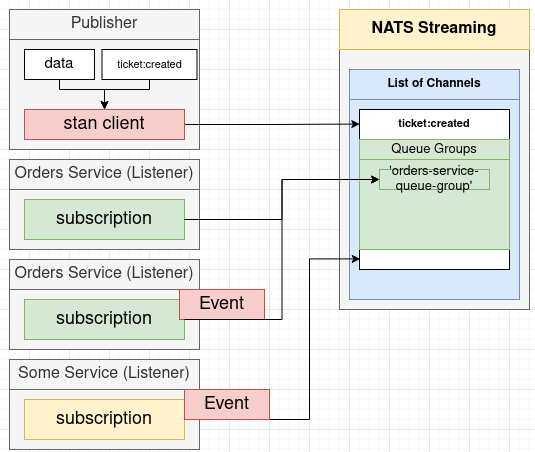 Publisher
data
ticket:created
stan client
Orders Service (Listener)
subscription
Orders Service (Listener)
subscription
Event
Some Service (Listener)
subscription
Event
NATS Streaming
List of Channels
ticket:created
Queue Groups
'orders-service-
queue-group'